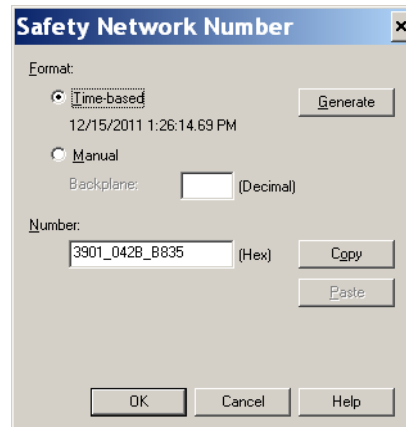 Safety Network Number
Format:
Time-based
Generate
12/15/2011 1:26:14.69 PM
Manual
Backplane:
(Decimal)
Number:
3901_042B_B835
(Hex)
Copy
Paste
OK
Cancel
Help